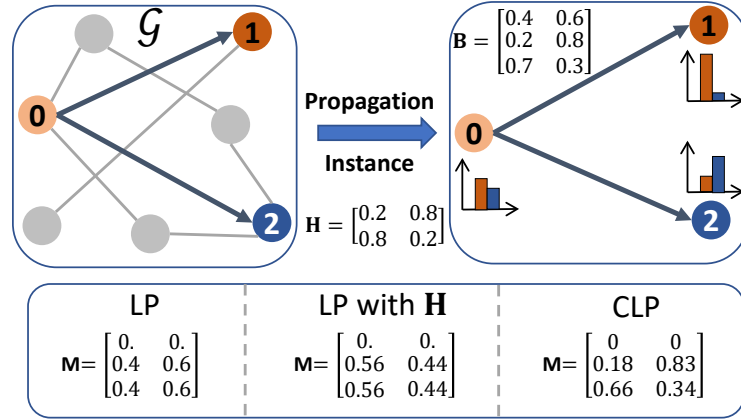 𝒢
1
0
2
Propagation
Instance
H = [0.2 0.8
0.8 0.2]
B = [0.4 0.6
0.2 0.8
0.7 0.3]
1
0
2
LP
M= [0. 0.
0.4 0.6
0.4 0.6]
LP with H
M= [0. 0.
0.56 0.44
0.56 0.44]
CLP
M= [0 0
0.18 0.83
0.66 0.34]